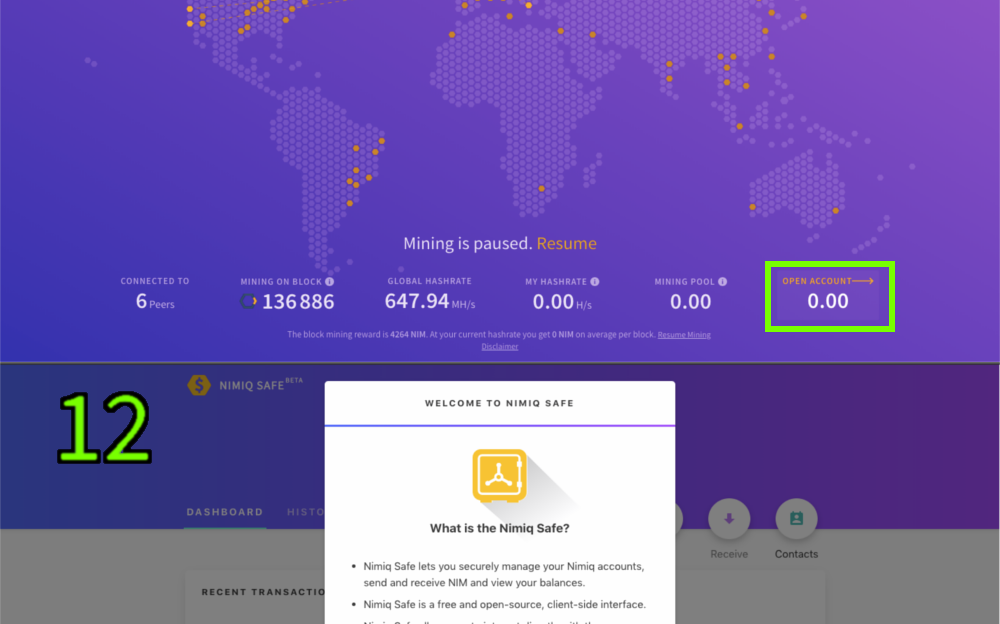 Mining is paused. Resume
CONNECTED TO
6 Peers
MINING ON BLOCK
136 886
GLOBAL HASHRATE
647.94 MH/s
MY HASHRATE
0.00 H/s
MINING POOL
0.00
OPEN ACCOUNT
0.00
The block mining reward is 4264 NIM. At your current hashrate you get 0 NIM on average per block. Resume Mining
Disclaimer
12
NIMIQ SAFE BETA
WELCOME TO NIMIQ SAFE
What is the Nimiq Safe?
DASHBOARD
HISTO
Receive
Contacts
RECENT TRANSACTIO
• Nimiq Safe lets you securely manage your Nimiq accounts,
send and receive NIM and view your balances.
• Nimiq Safe is a free and open-source, client-side interface.